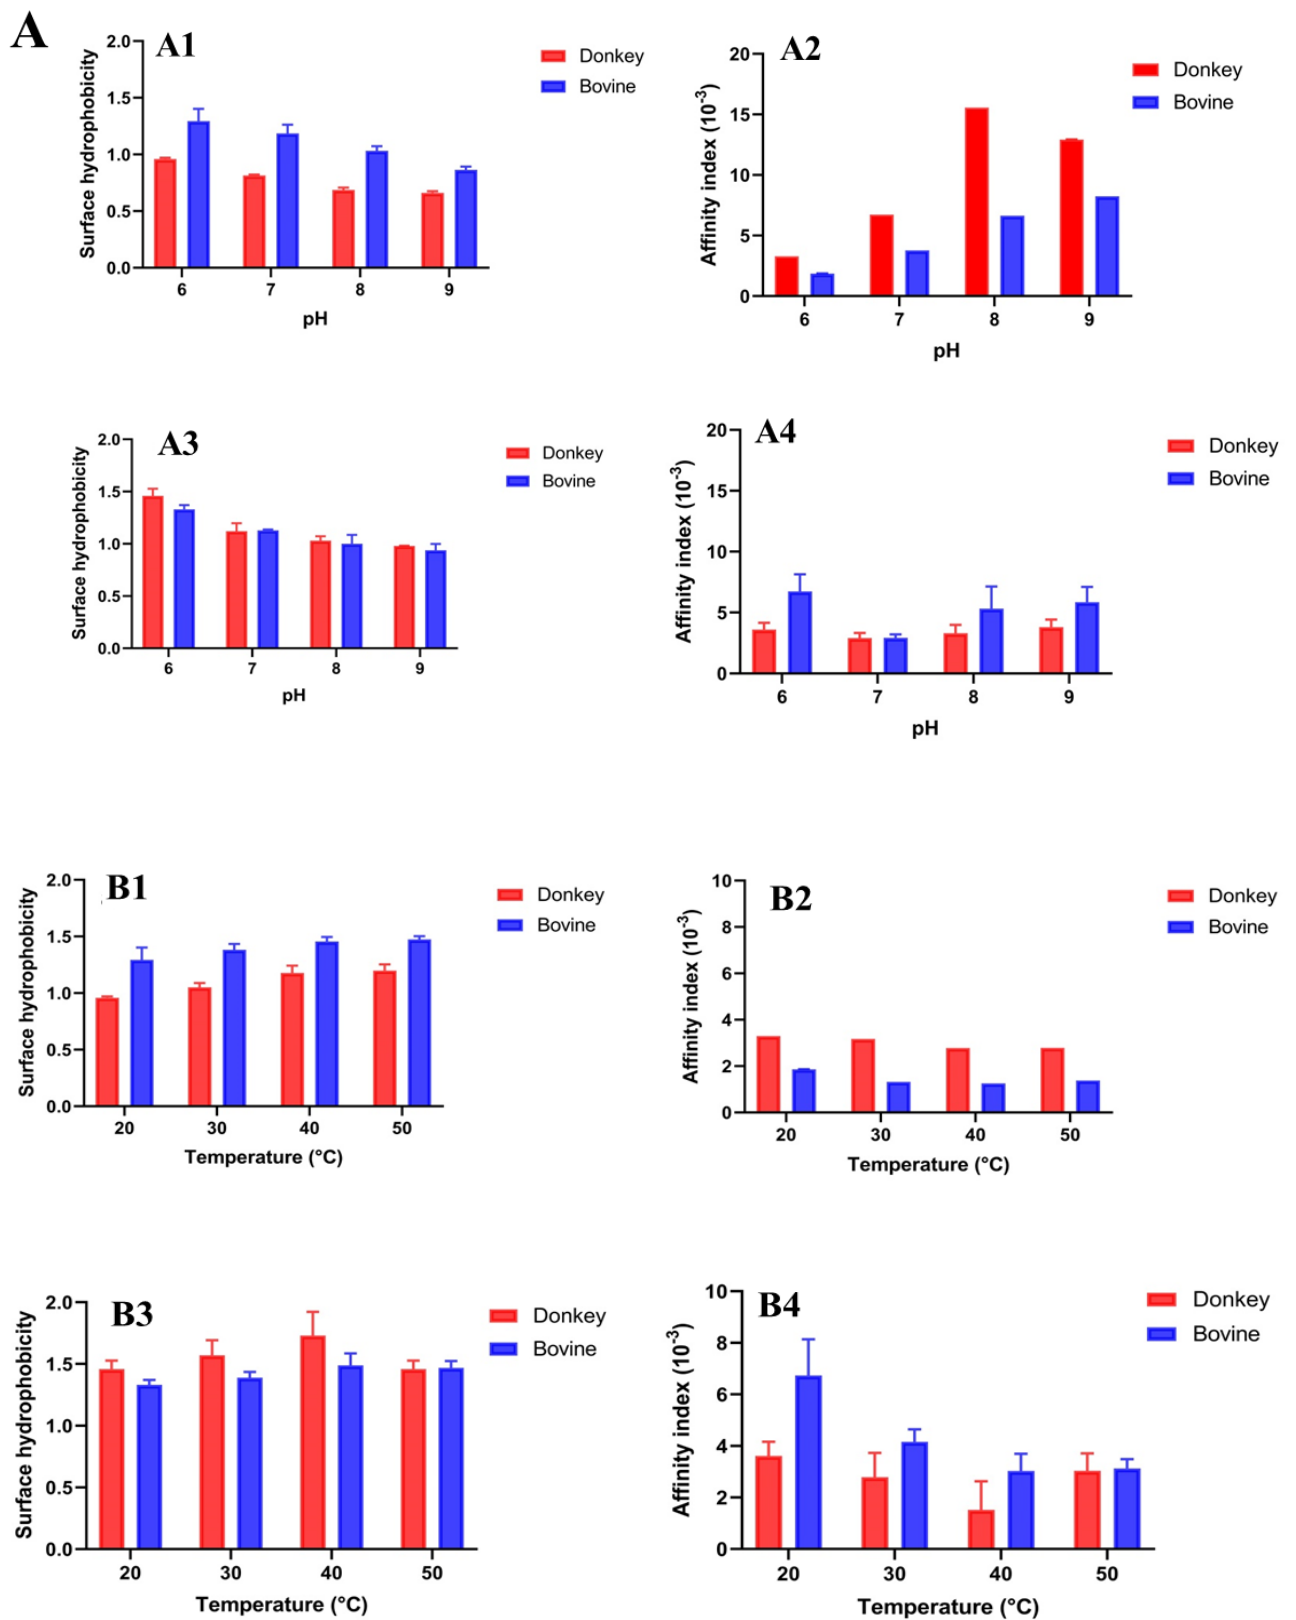 A
A1
2.0
1.5
1.0
0.5
0.0
Surface hydrophobicity
6 7 8 9
pH
Donkey
Bovine
A2
20
15
10
5
0
Affinity index (10-3)
6 7 8 9
pH
Donkey
Bovine
A3
2.0
1.5
1.0
0.5
0.0
Surface hydrophobicity
6 7 8 9
pH
Donkey
Bovine
A4
20
15
10
5
0
Affinity index (10-3)
6 7 8 9
pH
Donkey
Bovine
B1
2.0
1.5
1.0
0.5
0.0
Surface hydrophobicity
20 30 40 50
Temperature (°C)
Donkey
Bovine
B2
10
8
6
4
2
0
Affinity index (10-3)
20 30 40 50
Temperature (°C)
Donkey
Bovine
B3
2.0
1.5
1.0
0.5
0.0
Surface hydrophobicity
20 30 40 50
Temperature (°C)
Donkey
Bovine
B4
10
8
6
4
2
0
Affinity index (10-3)
20 30 40 50
Temperature (°C)
Donkey
Bovine